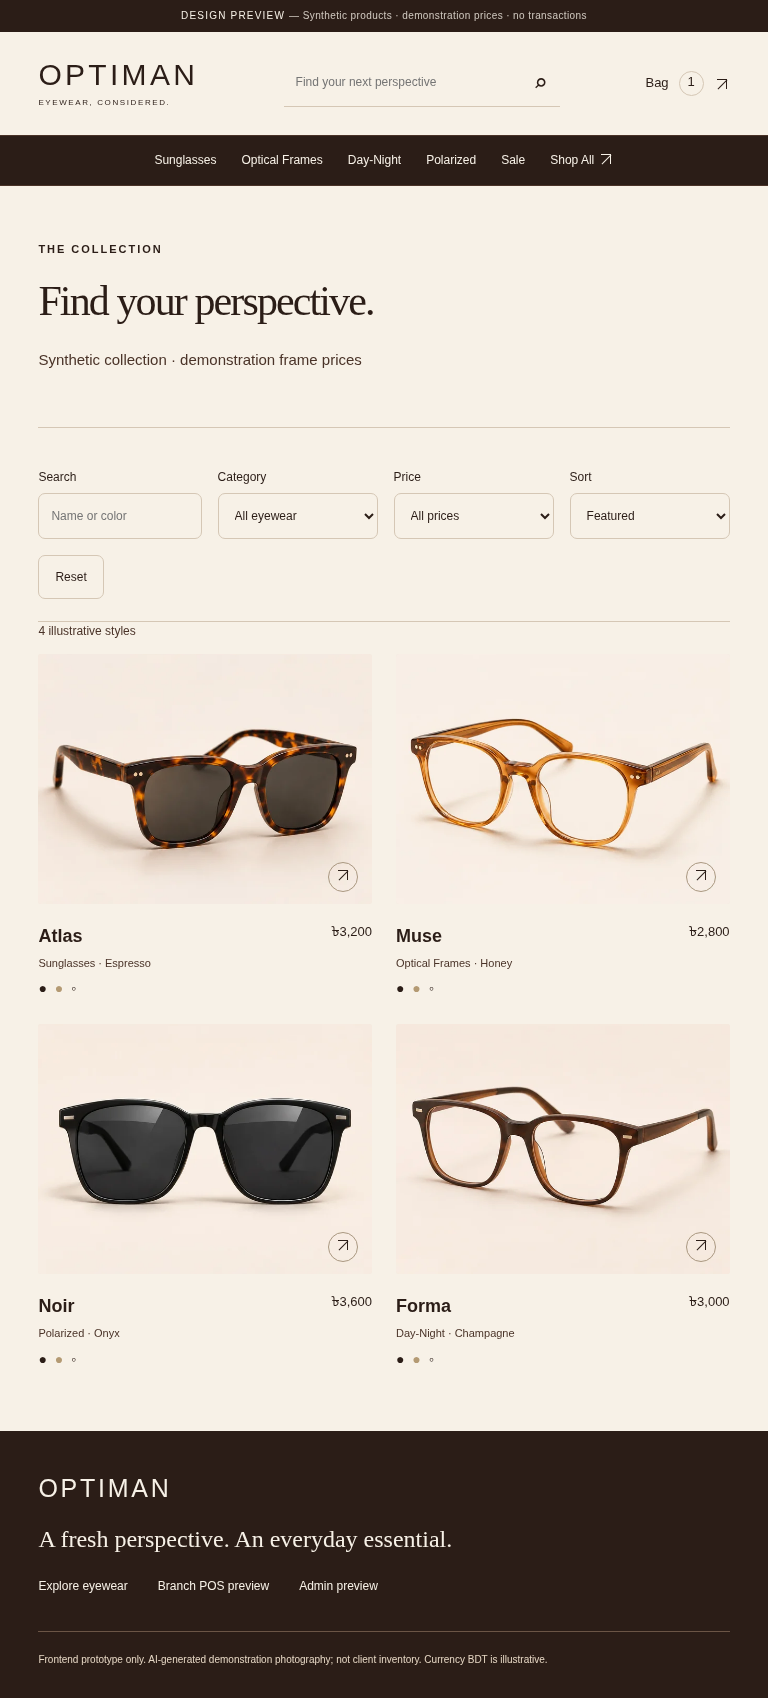 DESIGN PREVIEW — Synthetic products · demonstration prices · no transactions
OPTIMAN
EYEWEAR, CONSIDERED.
Find your next perspective
Bag 1
Sunglasses Optical Frames Day-Night Polarized Sale Shop All
THE COLLECTION
Find your perspective.
Synthetic collection · demonstration frame prices
Search Category Price Sort
Name or color All eyewear All prices Featured
Reset
4 illustrative styles
Atlas ৳3,200 Muse ৳2,800
Sunglasses · Espresso Optical Frames · Honey
Noir ৳3,600 Forma ৳3,000
Polarized · Onyx Day-Night · Champagne
OPTIMAN
A fresh perspective. An everyday essential.
Explore eyewear Branch POS preview Admin preview
Frontend prototype only. AI-generated demonstration photography; not client inventory. Currency BDT is illustrative.